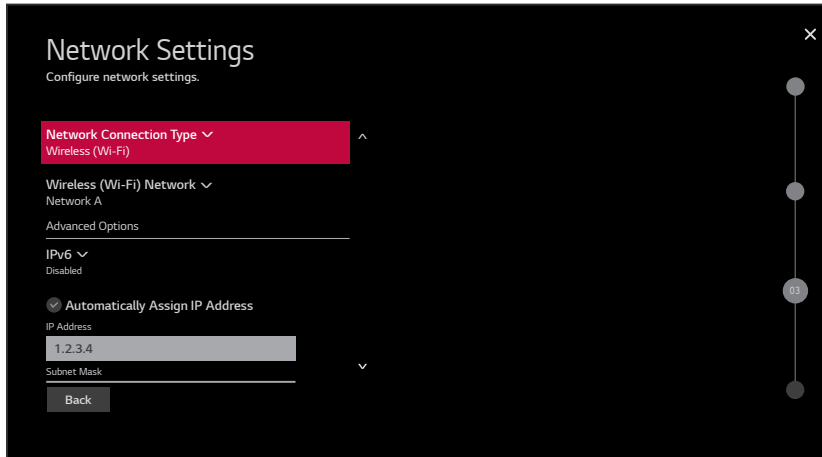 Network Settings
Configure network settings.
Network Connection Type
Wireless (Wi-Fi)
Wireless (Wi-Fi) Network
Network A
Advanced Options
IPv6
Disabled
Automatically Assign IP Address
IP Address
1.2.3.4
Subnet Mask
Back
03